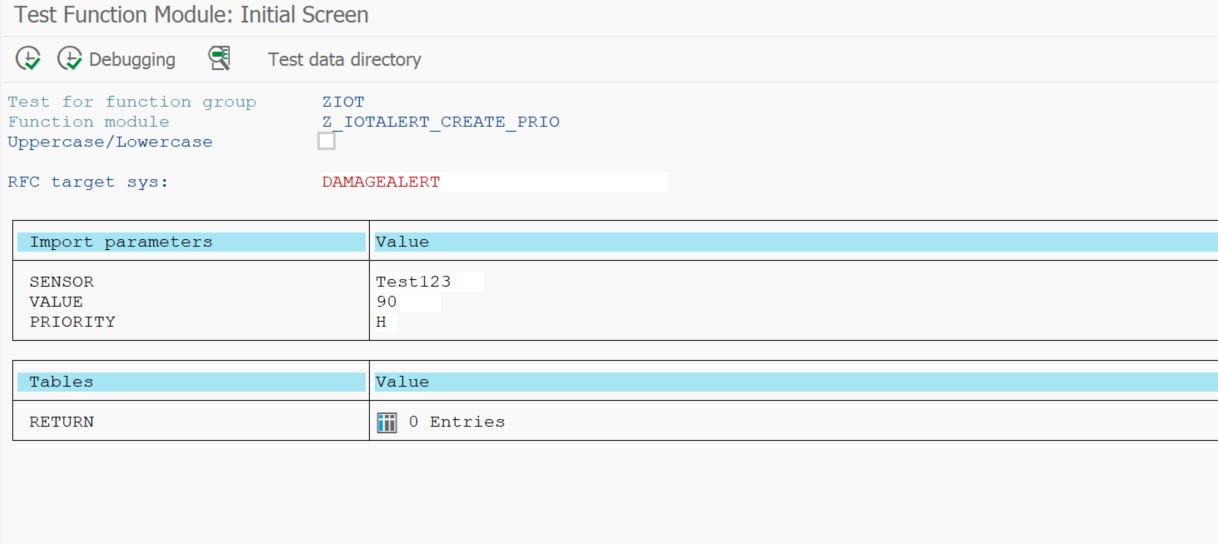 Test Function Module: Initial Screen
Debugging Test data directory
Test for function group ZIOT
Function module Z_IOTALERT_CREATE_PRIO
Uppercase/Lowercase
RFC target sys: DAMAGEALERT
Import parameters Value
SENSOR Test123
VALUE 90
PRIORITY H
Tables Value
RETURN 0 Entries